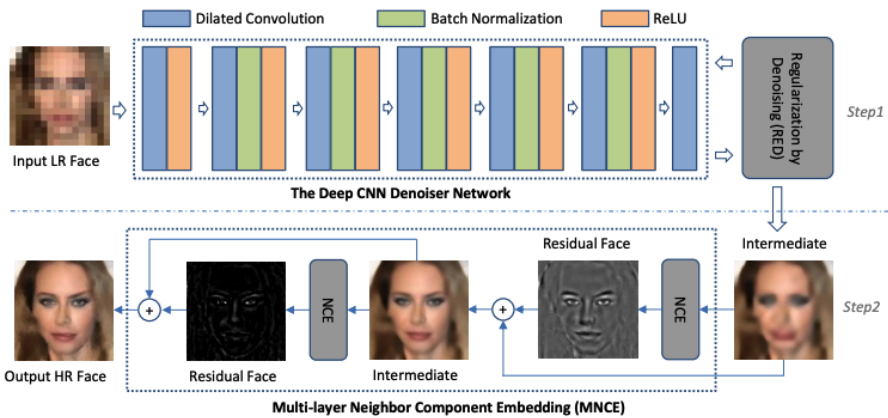 Dilated Convolution
Batch Normalization
ReLU
Input LR Face
Regularization by
Denoising (RED)
Step1
The Deep CNN Denoiser Network
Residual Face
Intermediate
NCE
NCE
Step2
Output HR Face
Residual Face
Intermediate
Multi-layer Neighbor Component Embedding (MNCE)